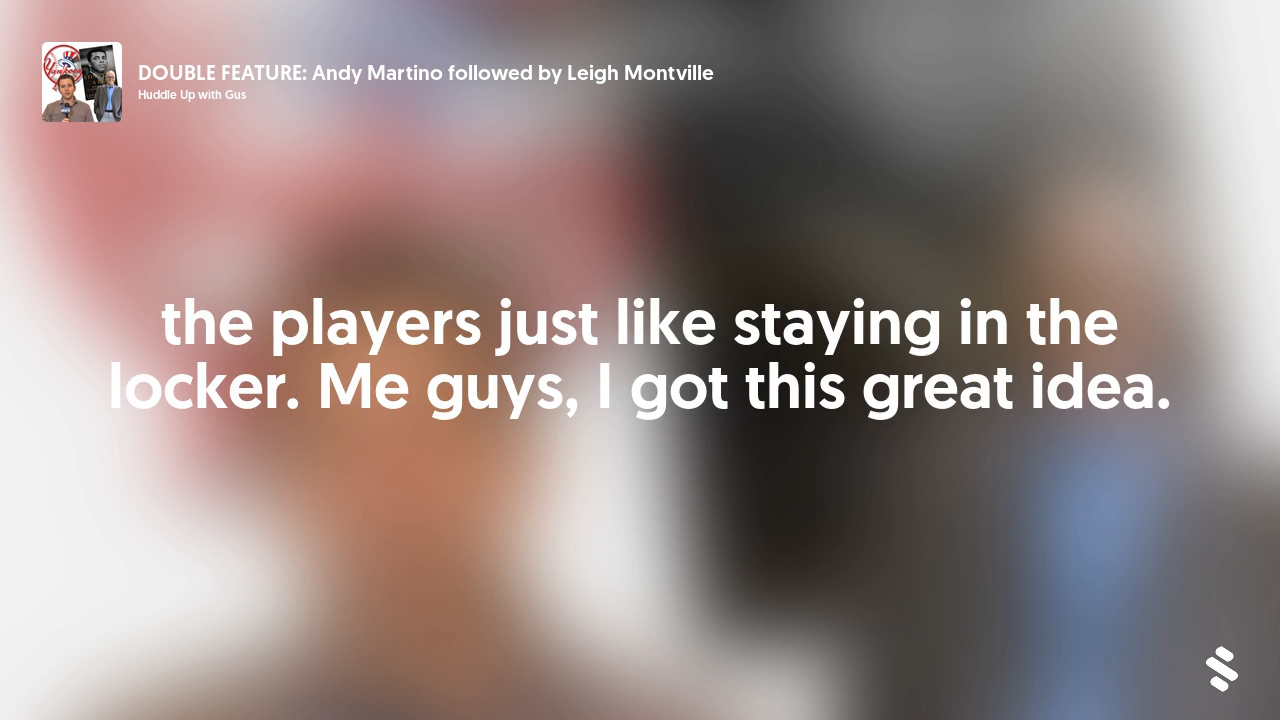 DOUBLE FEATURE: Andy Martino followed by Leigh Montville
Huddle Up with Gus
the players just like staying in the
locker. Me guys, I got this great idea.